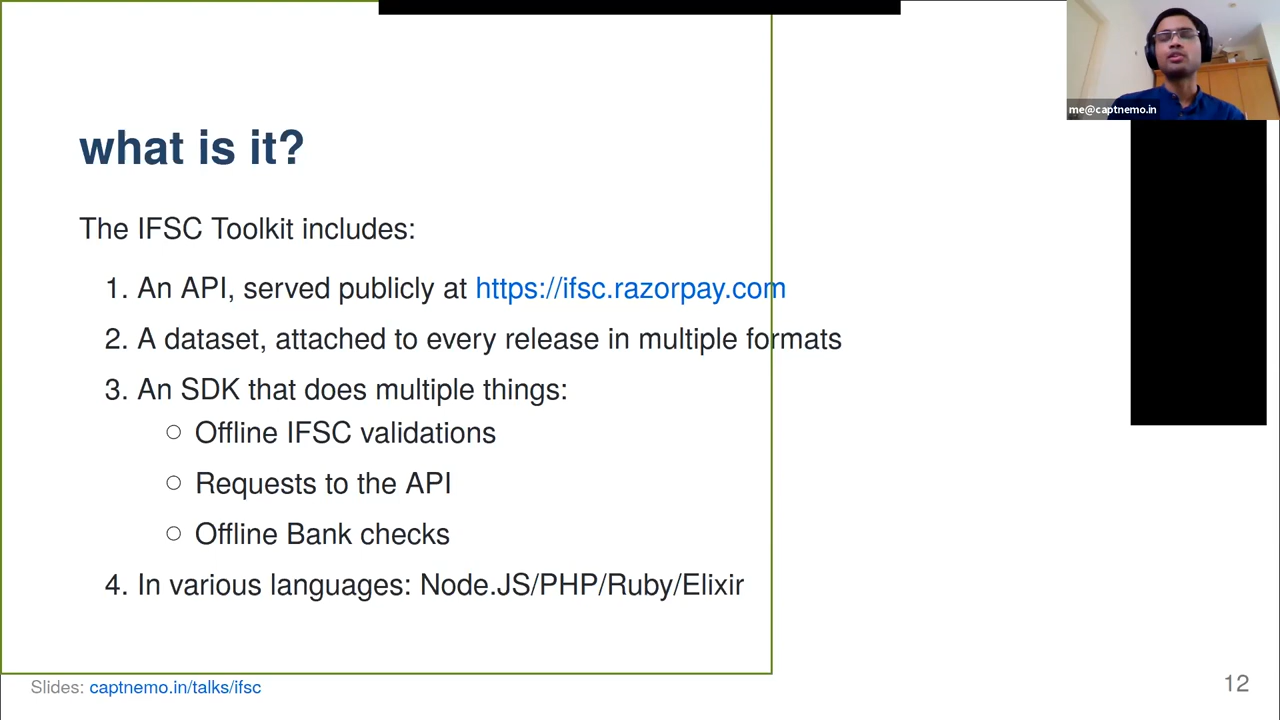 me@captnemo.in
what is it?
The IFSC Toolkit includes:
1. An API, served publicly at https://ifsc.razorpay.com
2. A dataset, attached to every release in multiple formats
3. An SDK that does multiple things:
○ Offline IFSC validations
○ Requests to the API
○ Offline Bank checks
4. In various languages: Node.JS/PHP/Ruby/Elixir
Slides: captnemo.in/talks/ifsc
12